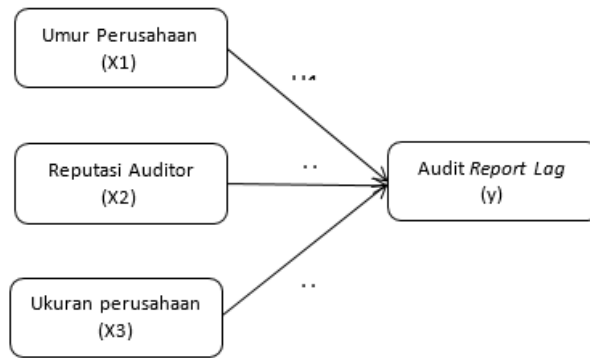 Umur Perusahaan
(X1)
Reputasi Auditor
(X2)
Audit Report Lag
(y)
Ukuran perusahaan
(X3)